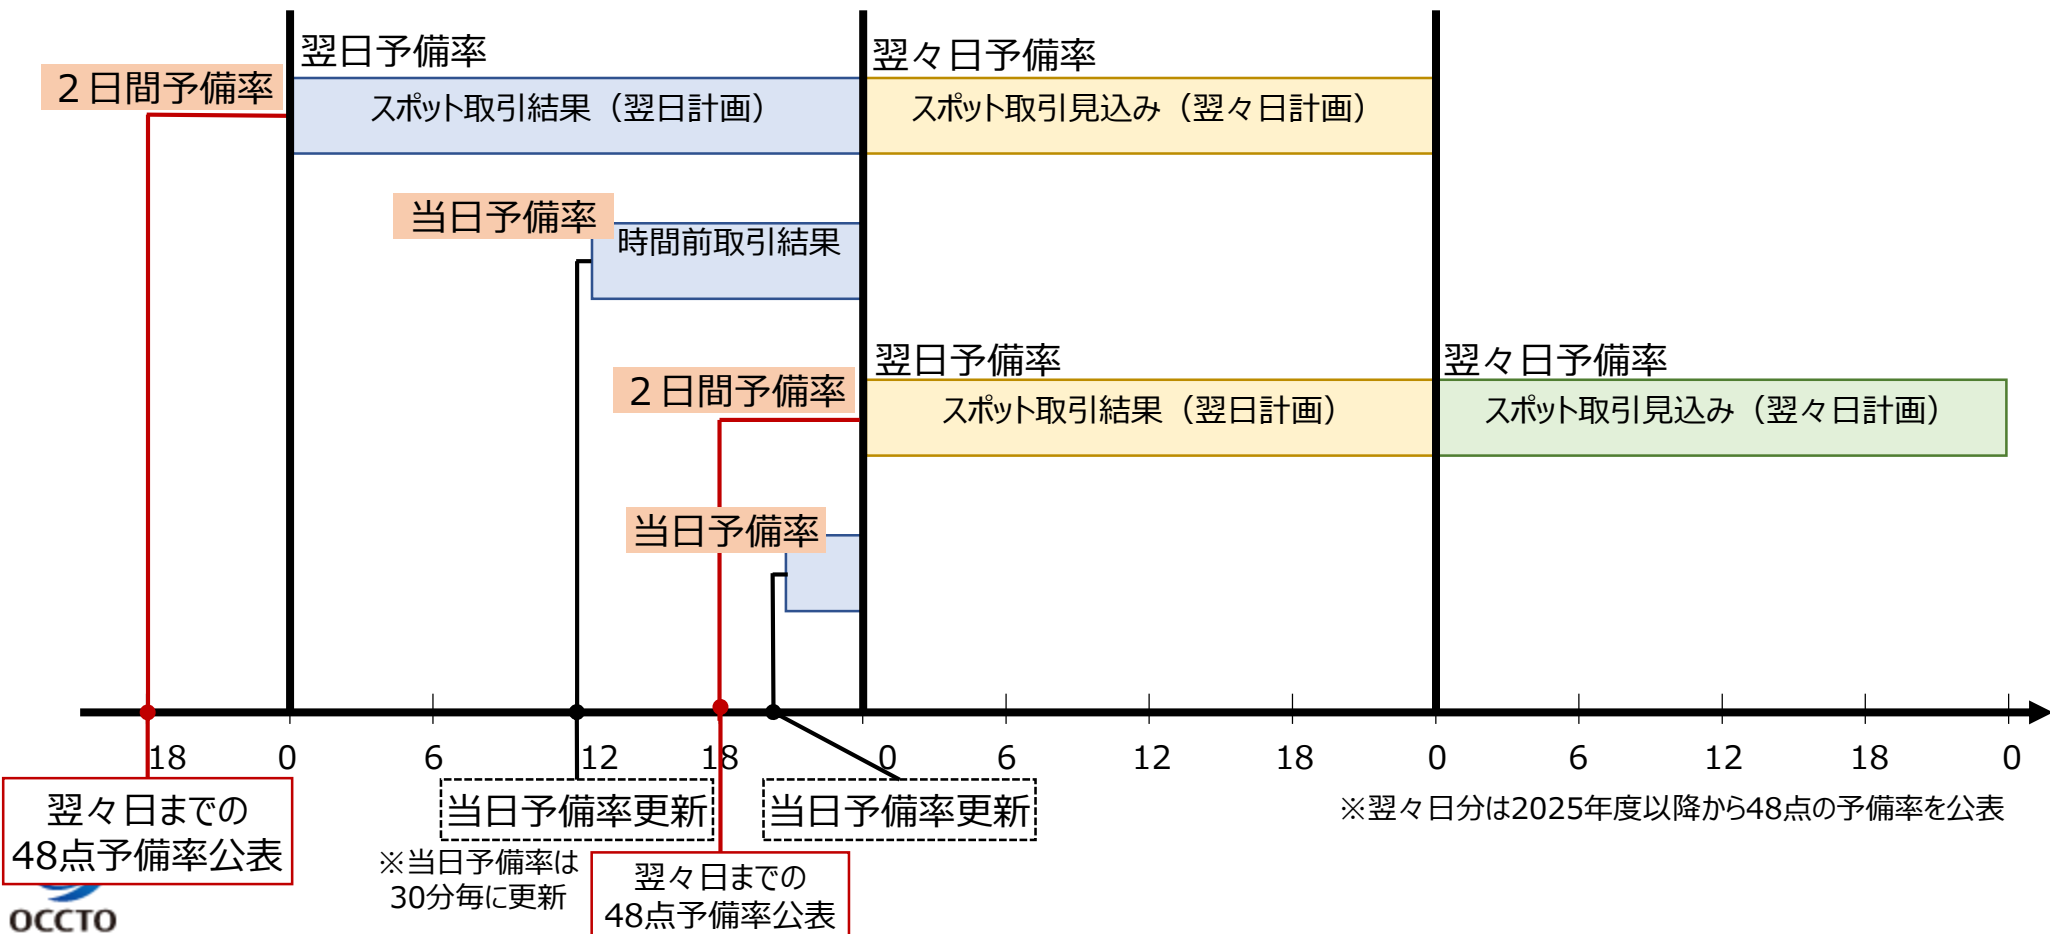 翌日予備率
翌々日予備率
２日間予備率
スポット取引結果（翌日計画）
スポット取引見込み（翌々日計画）
当日予備率
時間前取引結果
翌日予備率
翌々日予備率
２日間予備率
スポット取引結果（翌日計画）
スポット取引見込み（翌々日計画）
当日予備率
18 0 6 12 18 0 6 12 18 0 6 12 18 0
翌々日までの
48点予備率公表
当日予備率更新
当日予備率更新
※翌々日分は2025年度以降から48点の予備率を公表
※当日予備率は
30分毎に更新
翌々日までの
48点予備率公表
OCCTO